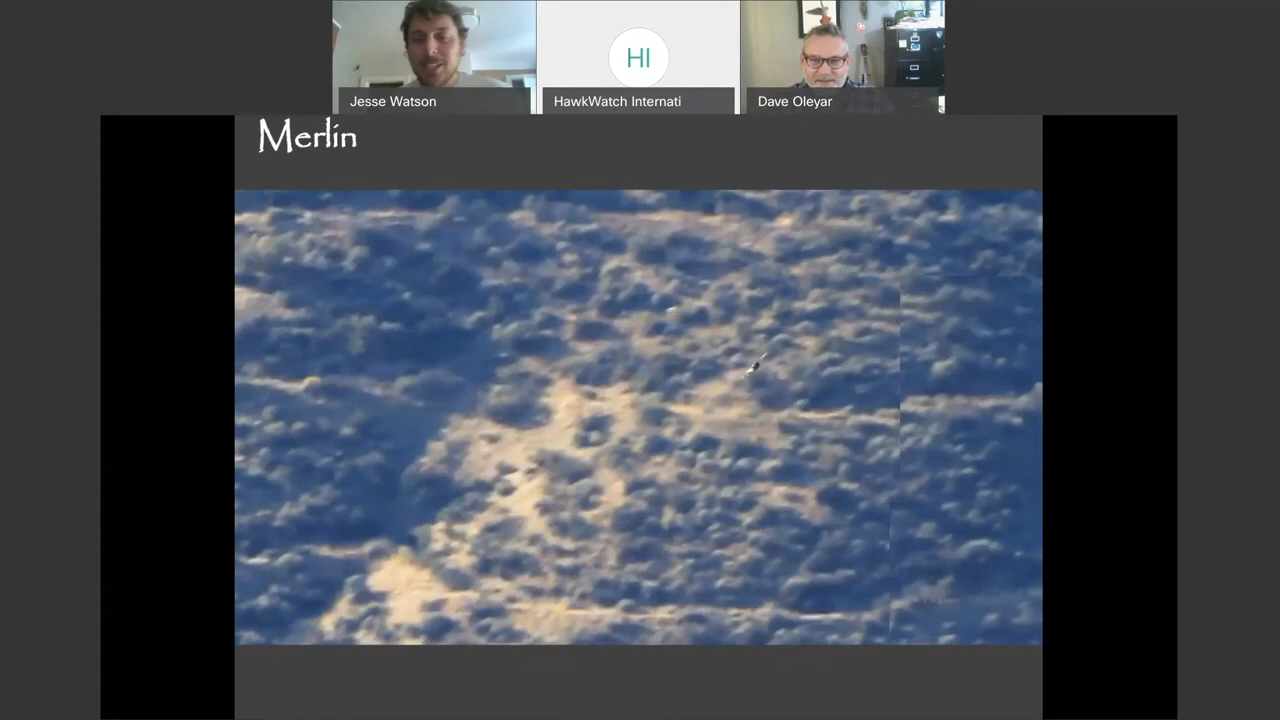 HI
Jesse Watson
HawkWatch Internati
Dave Oleyar
Merlin